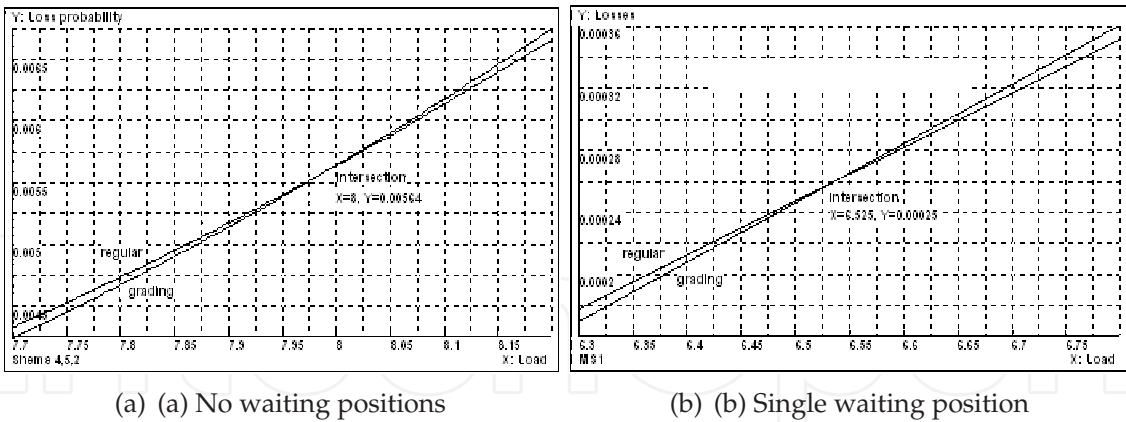 Y: Loss probability
0.0065
0.006
0.0055
0.005
0.0045
intersection
X=8, Y=0.00564
regular
grading
7.7 7.75 7.8 7.85 7.9 7.95 8 8.05 8.1 8.15
Sheme 4,5,2 X: Load
(a) (a) No waiting positions
Y: Losses
0.00036
0.00032
0.00028
0.00024
0.0002
intersection
X=6.525, Y=0.00025
regular
grading
6.3 6.35 6.4 6.45 6.5 6.55 6.6 6.65 6.7 6.75
MS1 X: Load
(b) (b) Single waiting position